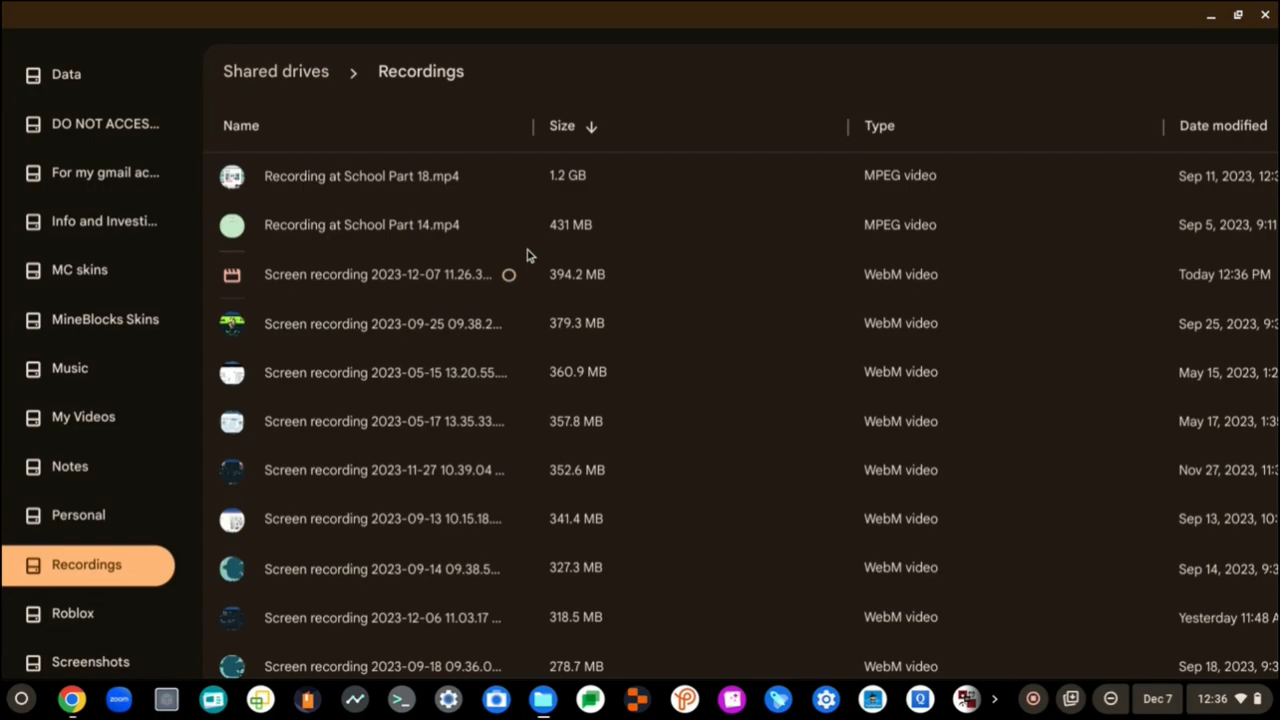 Data
DO NOT ACCES...
For my gmail ac...
Info and Investi...
MC skins
MineBlocks Skins
Music
My Videos
Notes
Personal
Recordings
Roblox
Screenshots
Shared drives > Recordings
Name Size ↓ Type Date modified
Recording at School Part 18.mp4 1.2 GB MPEG video Sep 11, 2023, 12:3
Recording at School Part 14.mp4 431 MB MPEG video Sep 5, 2023, 9:11
Screen recording 2023-12-07 11.26.3... 394.2 MB WebM video Today 12:36 PM
Screen recording 2023-09-25 09.38.2... 379.3 MB WebM video Sep 25, 2023, 9:3
Screen recording 2023-05-15 13.20.55.... 360.9 MB WebM video May 15, 2023, 1:2
Screen recording 2023-05-17 13.35.33.... 357.8 MB WebM video May 17, 2023, 1:3
Screen recording 2023-11-27 10.39.04 ... 352.6 MB WebM video Nov 27, 2023, 11:3
Screen recording 2023-09-13 10.15.18.... 341.4 MB WebM video Sep 13, 2023, 10:
Screen recording 2023-09-14 09.38.5... 327.3 MB WebM video Sep 14, 2023, 9:3
Screen recording 2023-12-06 11.03.17 ... 318.5 MB WebM video Yesterday 11:48 A
Screen recording 2023-09-18 09.36.0... 278.7 MB WebM video Sep 18, 2023, 9:3
zoom Dec 7 12:36